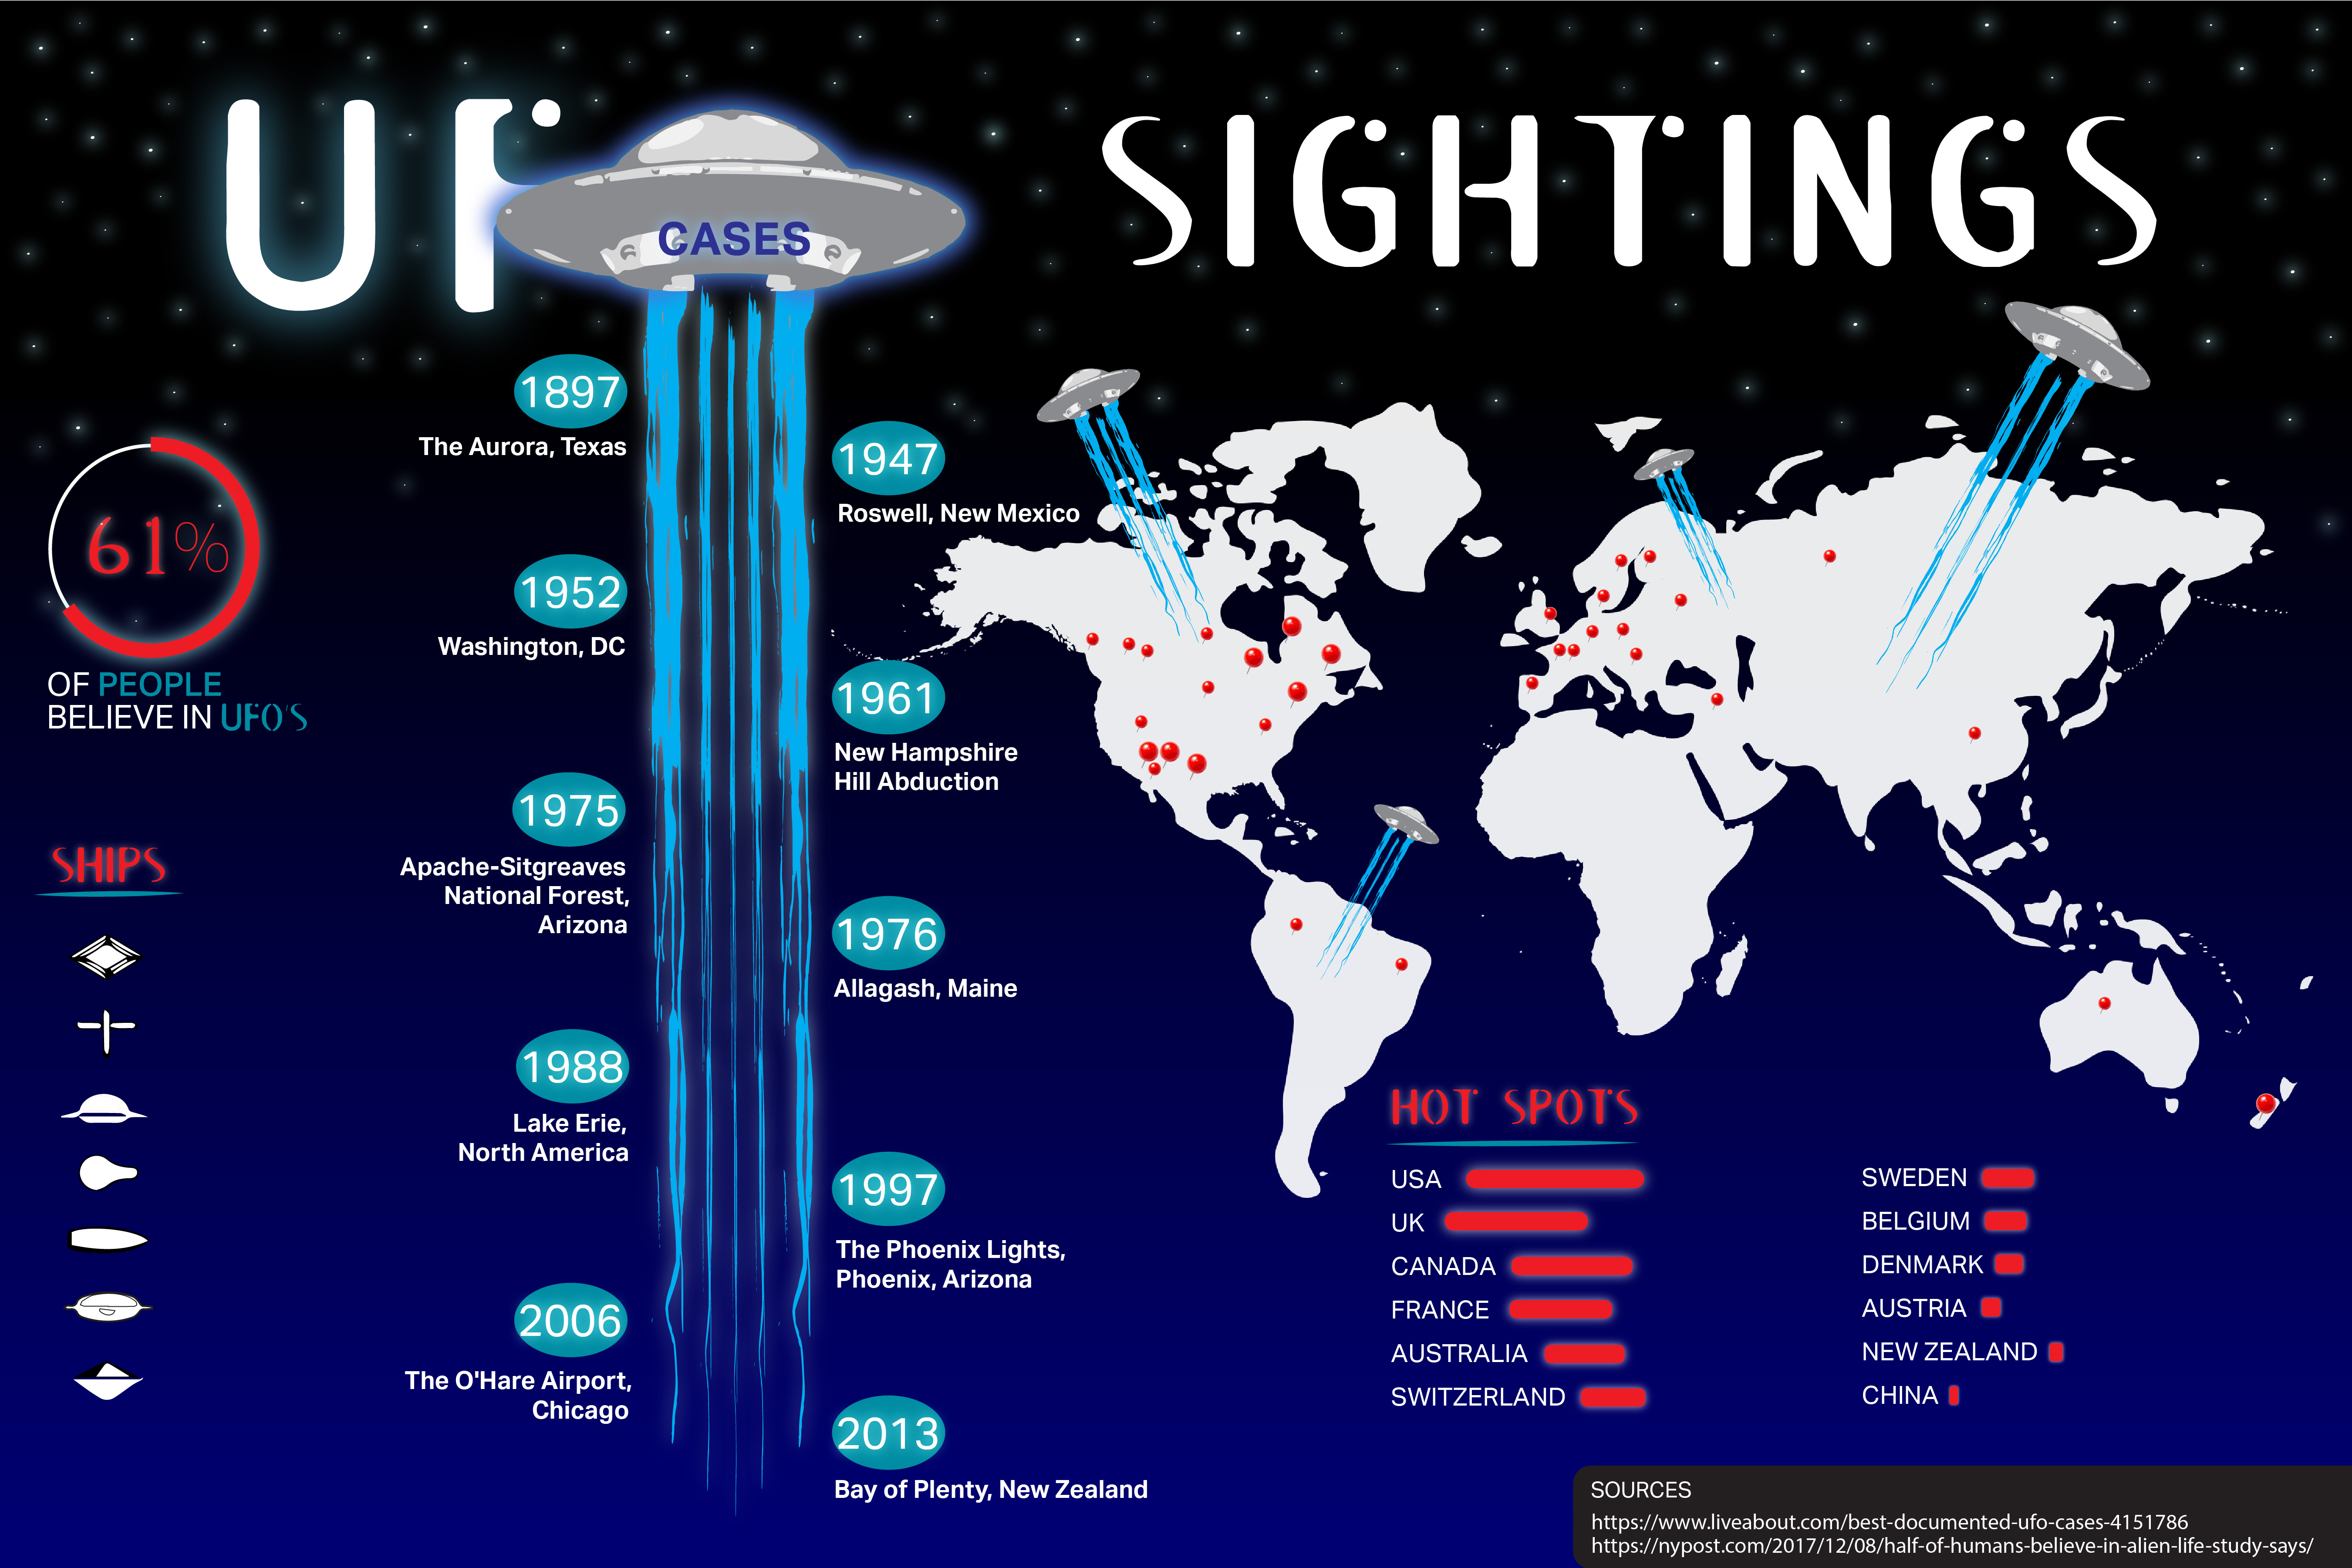 UFO SIGHTINGS
CASES
1897
The Aurora, Texas
1947
Roswell, New Mexico
1952
Washington, DC
1961
New Hampshire
Hill Abduction
1975
Apache-Sitgreaves
National Forest,
Arizona
1976
Allagash, Maine
1988
Lake Erie,
North America
1997
The Phoenix Lights,
Phoenix, Arizona
2006
The O'Hare Airport,
Chicago
2013
Bay of Plenty, New Zealand
61%
OF PEOPLE
BELIEVE IN UFO'S
SHIPS
HOT SPOTS
USA
UK
CANADA
FRANCE
AUSTRALIA
SWITZERLAND
SWEDEN
BELGIUM
DENMARK
AUSTRIA
NEW ZEALAND
CHINA
SOURCES
https://www.liveabout.com/best-documented-ufo-cases-4151786
https://nypost.com/2017/12/08/half-of-humans-believe-in-alien-life-study-says/